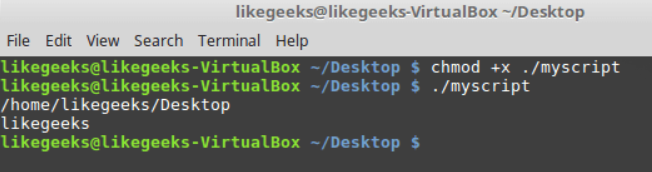 likegeeks@likegeeks-VirtualBox ~/Desktop
File Edit View Search Terminal Help
likegeeks@likegeeks-VirtualBox ~/Desktop $ chmod +x ./myscript
likegeeks@likegeeks-VirtualBox ~/Desktop $ ./myscript
/home/likegeeks/Desktop
likegeeks
likegeeks@likegeeks-VirtualBox ~/Desktop $